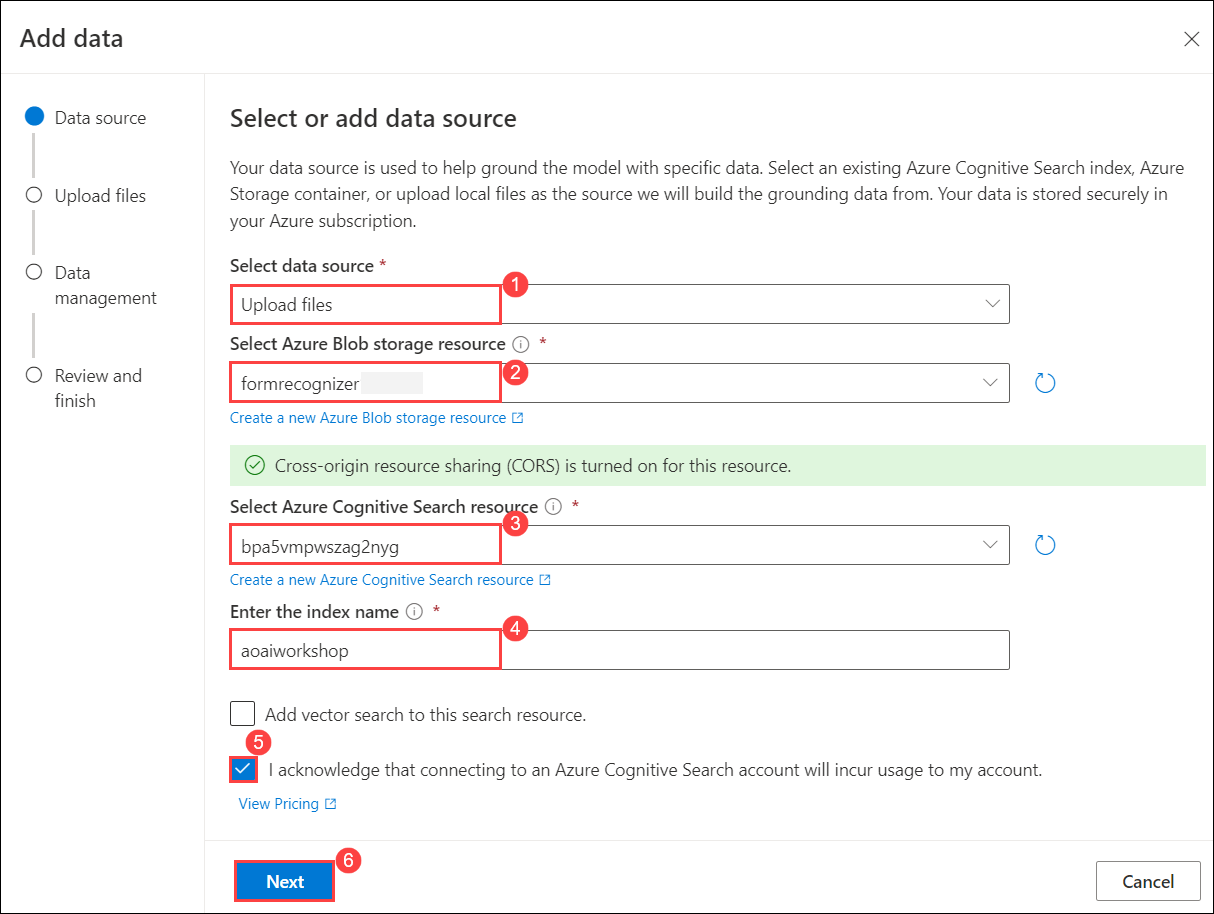 Add data
Data source
Upload files
Data
management
Review and
finish
Select or add data source
Your data source is used to help ground the model with specific data. Select an existing Azure Cognitive Search index, Azure
Storage container, or upload local files as the source we will build the grounding data from. Your data is stored securely in
your Azure subscription.
Select data source *
1
Upload files
Select Azure Blob storage resource *
2
formrecognizer
Create a new Azure Blob storage resource
Cross-origin resource sharing (CORS) is turned on for this resource.
Select Azure Cognitive Search resource *
3
bpa5vmpwszag2nyg
Create a new Azure Cognitive Search resource
Enter the index name *
4
aoaiworkshop
Add vector search to this search resource.
5
I acknowledge that connecting to an Azure Cognitive Search account will incur usage to my account.
View Pricing
6
Next
Cancel